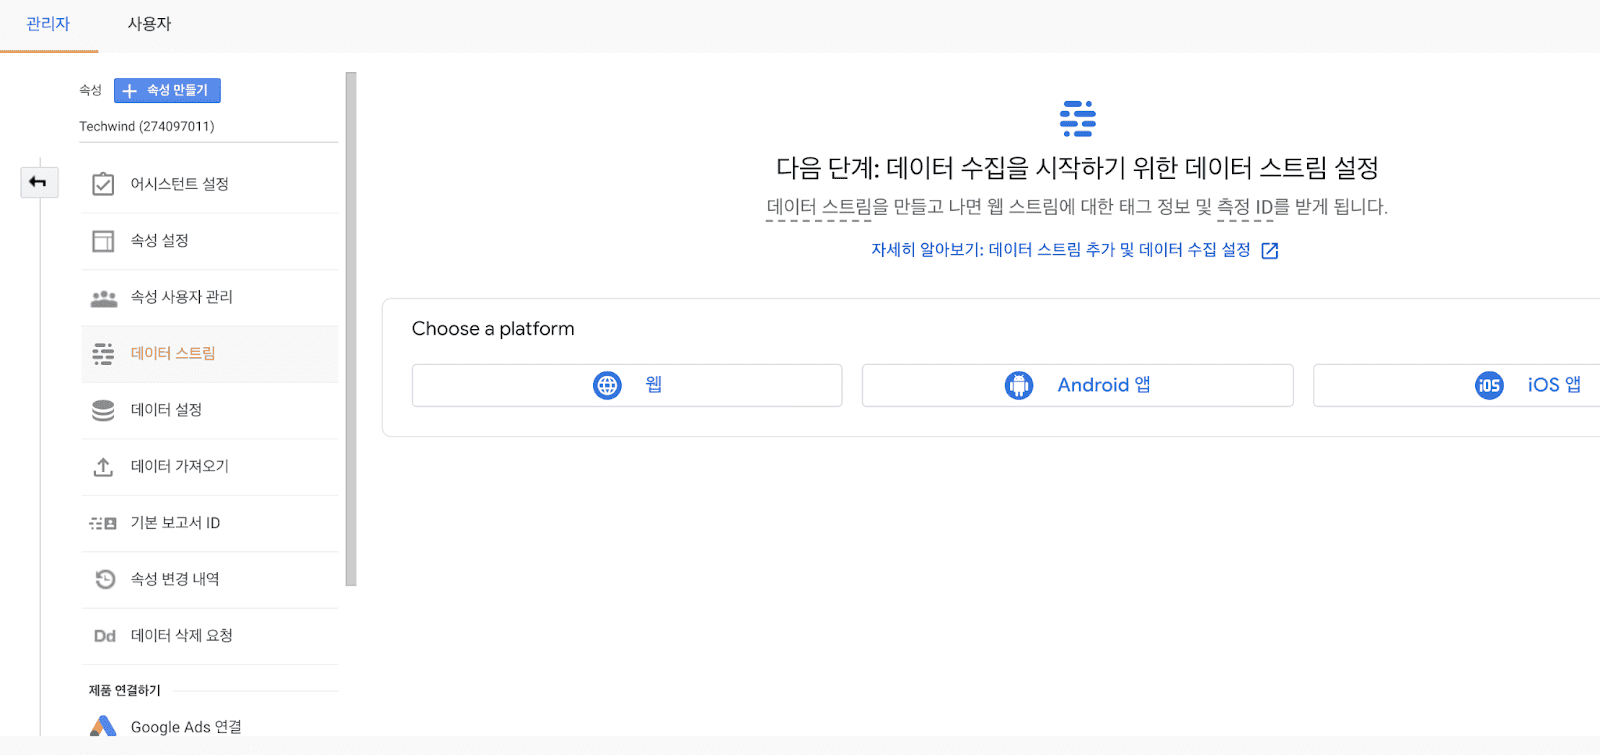 관리자
사용자
속성
속성 만들기
Techwind (274097011)
어시스턴트 설정
속성 설정
속성 사용자 관리
데이터 스트림
데이터 설정
데이터 가져오기
기본 보고서 ID
속성 변경 내역
Dd 데이터 삭제 요청
제품 연결하기
Google Ads 연결
다음 단계: 데이터 수집을 시작하기 위한 데이터 스트림 설정
데이터 스트림을 만들고 나면 웹 스트림에 대한 태그 정보 및 측정 ID를 받게 됩니다.
자세히 알아보기: 데이터 스트림 추가 및 데이터 수집 설정
Choose a platform
웹
Android 앱
iOS iOS 앱